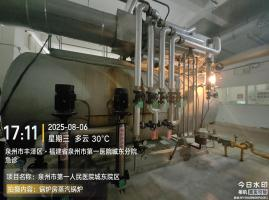 17:11
2025-08-06
星期三 多云 30°C
泉州市丰泽区·福建省泉州市第一医院城东分院
急诊
项目名称：泉州市第一人民医院城东院区
拍摄内容：锅炉房蒸汽锅炉
今日水印